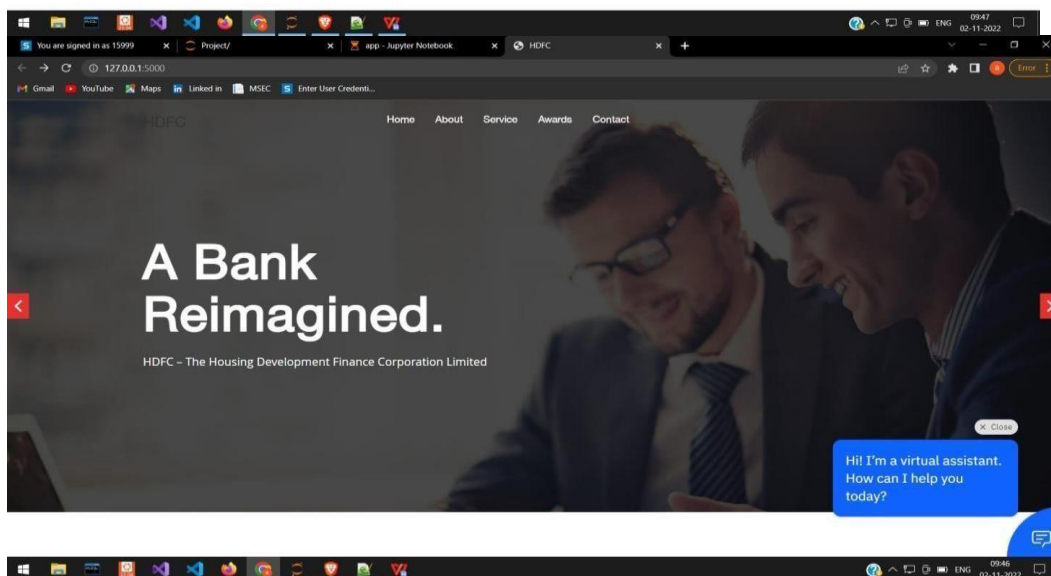 ENG
09:47
02-11-2022
You are signed in as 15999
Project/
app - Jupyter Notebook
HDFC
127.0.0.1:5000
Error
Gmail
YouTube
Maps
Linked in
MSEC
Enter User Credenti...
HDFC
Home About Service Awards Contact
A Bank
Reimagined.
HDFC – The Housing Development Finance Corporation Limited
× Close
Hi! I'm a virtual assistant.
How can I help you
today?
ENG
09:46
02-11-2022